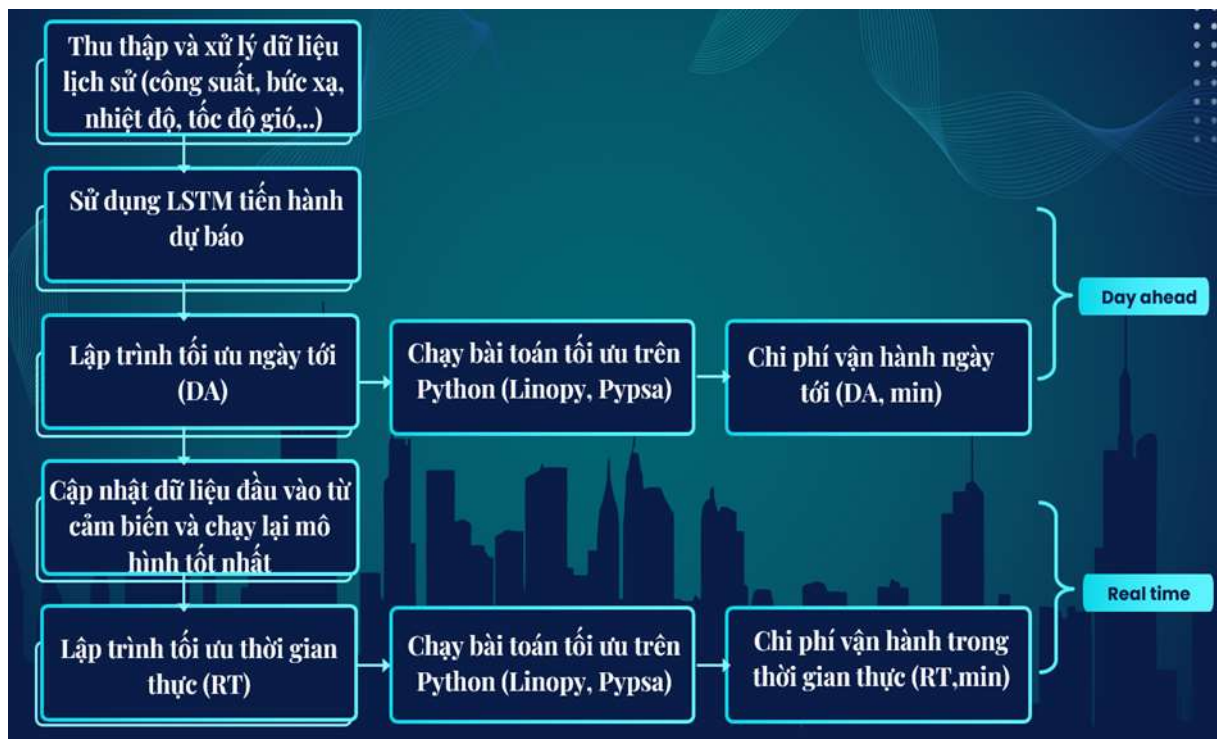 Thu thập và xử lý dữ liệu
lịch sử (công suất, bức xạ,
nhiệt độ, tốc độ gió,..)
Sử dụng LSTM tiến hành
dự báo
Day ahead
Lập trình tối ưu ngày tới
(DA)
Chạy bài toán tối ưu trên
Python (Linopy, Pypsa)
Chi phí vận hành ngày
tới (DA, min)
Cập nhật dữ liệu đầu vào từ
cảm biến và chạy lại mô
hình tốt nhất
Real time
Lập trình tối ưu thời gian
thực (RT)
Chạy bài toán tối ưu trên
Python (Linopy, Pypsa)
Chi phí vận hành trong
thời gian thực (RT,min)